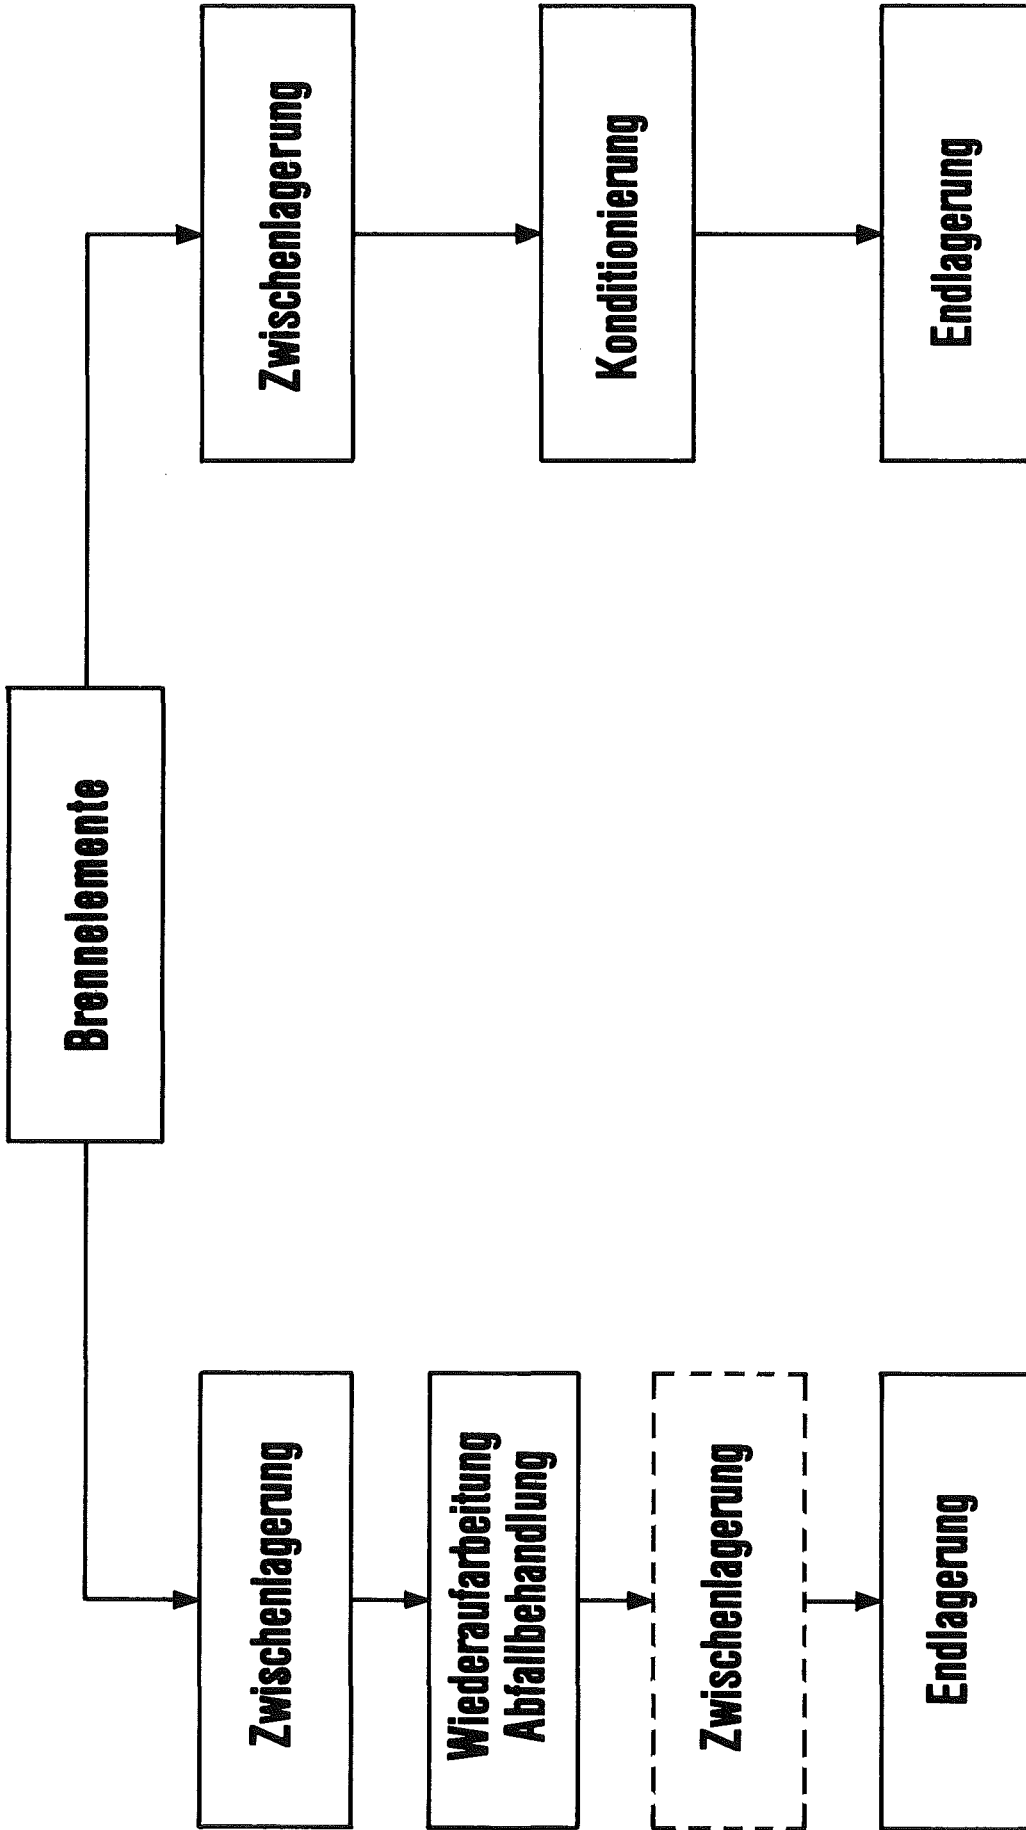 Brennelemente
Zwischenlagerung
Wiederaufarbeitung
Abfallbehandlung
Zwischenlagerung
Endlagerung
Zwischenlagerung
Konditionierung
Endlagerung